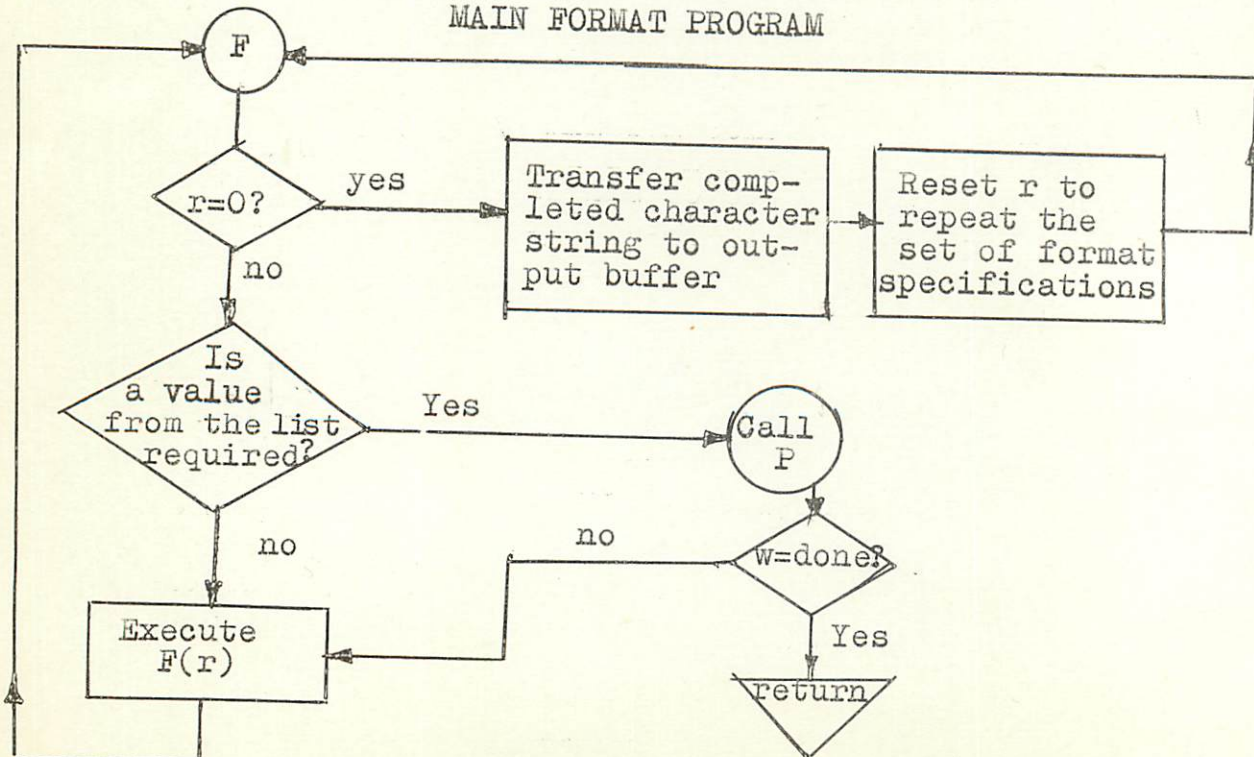 MAIN FORMAT PROGRAM
F
r=0?
yes
Transfer comp-
leted character
string to out-
put buffer
Reset r to
repeat the
set of format
specifications
no
Is
a value
from the list
required?
Yes
Call
P
no
w=done?
no
Execute
F(r)
Yes
return